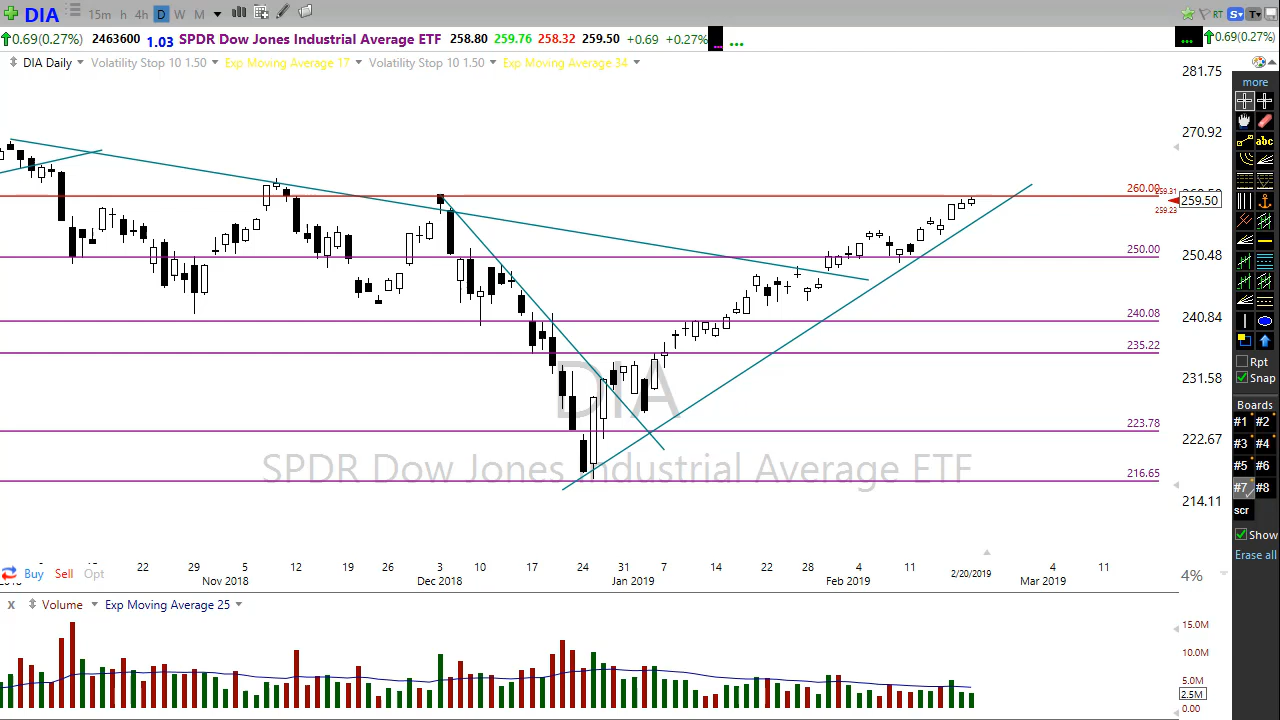 DIA 15m h 4h D W M RT S T
0.69(0.27%) 2463600 1.03 SPDR Dow Jones Industrial Average ETF 258.80 259.76 258.32 259.50 +0.69 +0.27% ... ... 0.69(0.27%)
DIA Daily Volatility Stop 10 1.50 Exp Moving Average 17 Volatility Stop 10 1.50 Exp Moving Average 34
281.75
more
270.92
abc
260.00
259.31
259.50
259.23
250.00
250.48
240.08
240.84
235.22
Rpt
231.58
Snap
DIA
Boards
223.78
#1 #2
222.67
#3 #4
SPDR Dow Jones Industrial Average ETF
#5 #6
216.65
#7 #8
214.11
scr
Show
Erase all
22 29 5 12 19 26 3 10 17 24 31 7 14 22 28 4 11 2/20/2019 4 11
Buy Sell Opt
Nov 2018 Dec 2018 Jan 2019 Feb 2019 Mar 2019
4%
X Volume Exp Moving Average 25
15.0M
10.0M
5.0M
2.5M
0.00